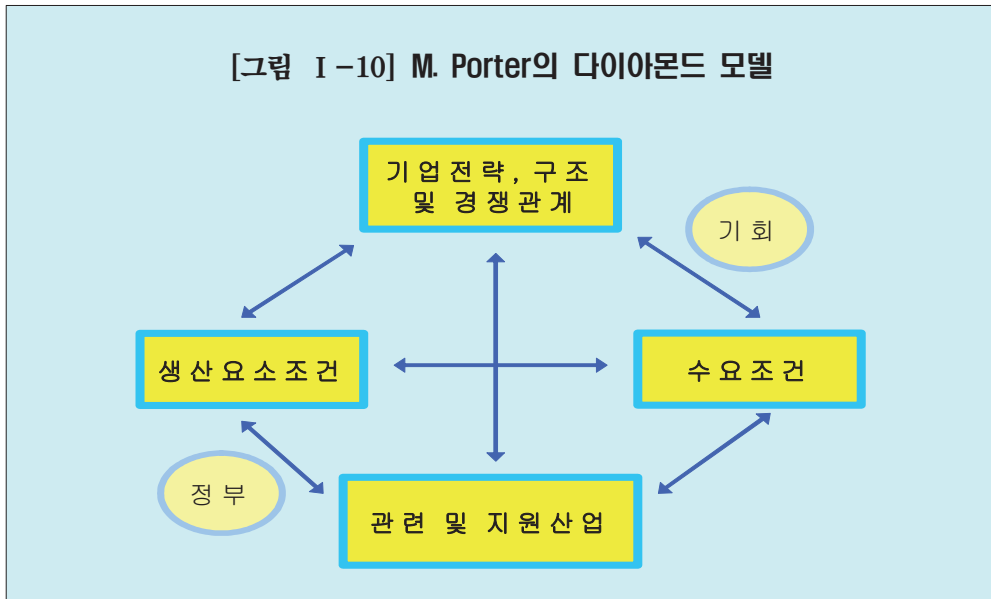 [그림 Ⅰ-10] M. Porter의 다이아몬드 모델
기업전략, 구조
및 경쟁관계
기회
생산요소조건
수요조건
정부
관련 및 지원산업